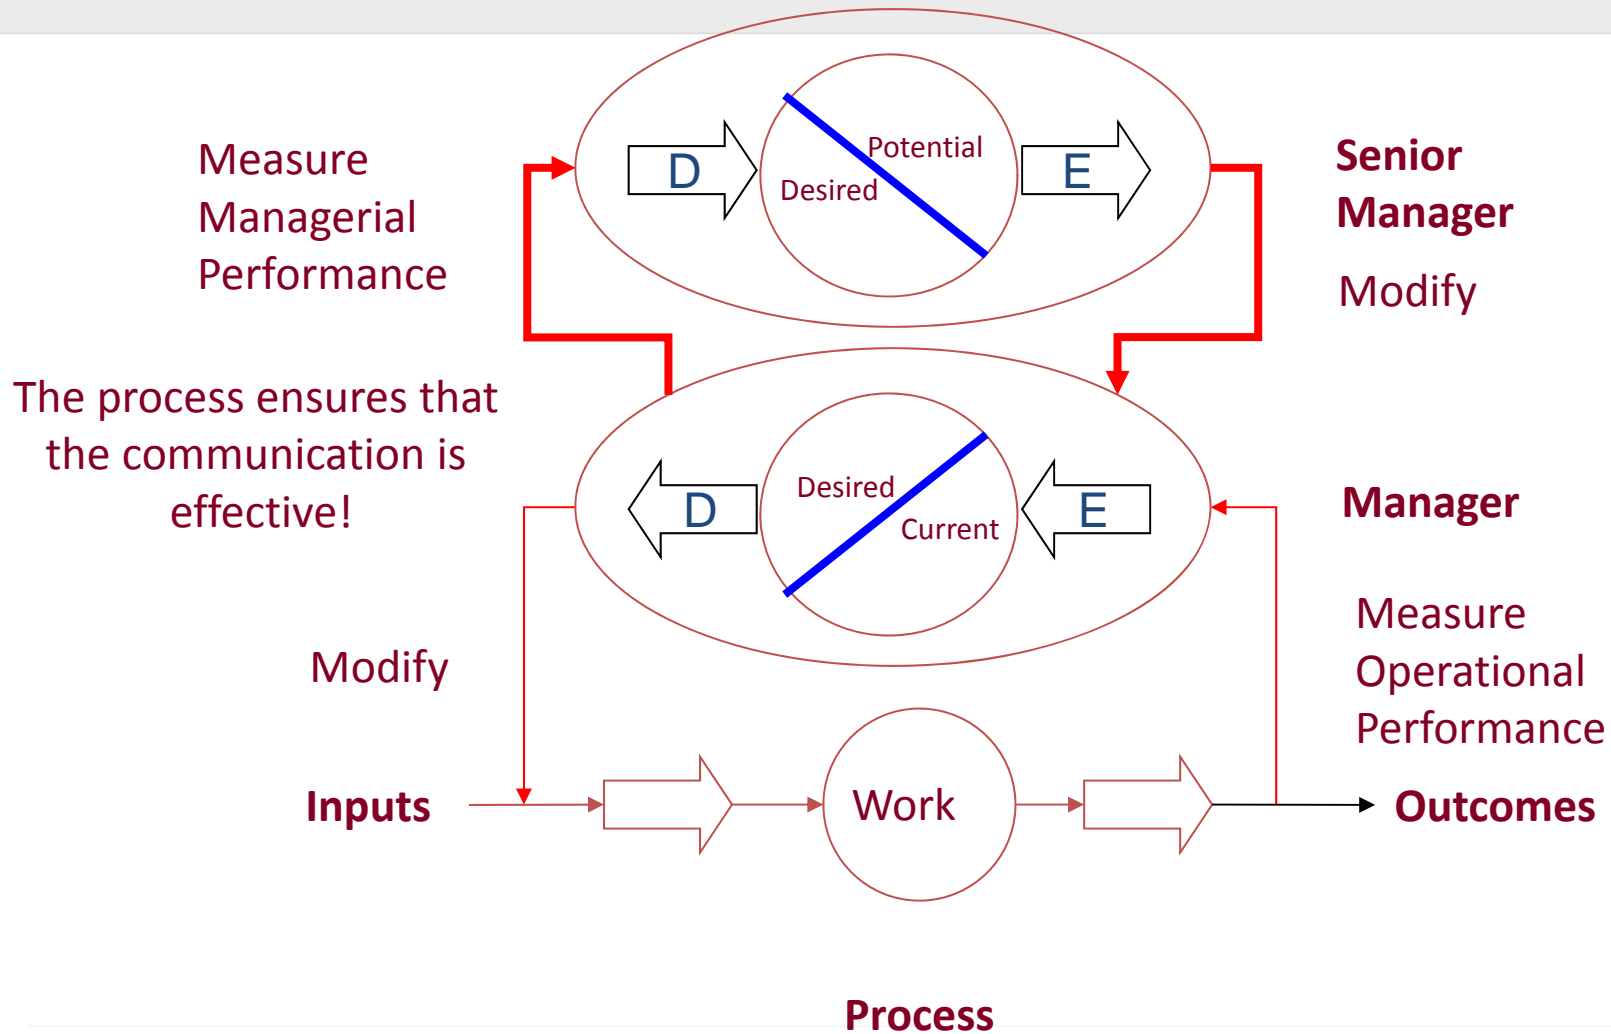 Measure
Managerial
Performance
D
Potential
Desired
E
Senior
Manager
Modify
The process ensures that
the communication is
effective!
D
Desired
Current
E
Manager
Modify
Measure
Operational
Performance
Inputs
Work
Outcomes
Process